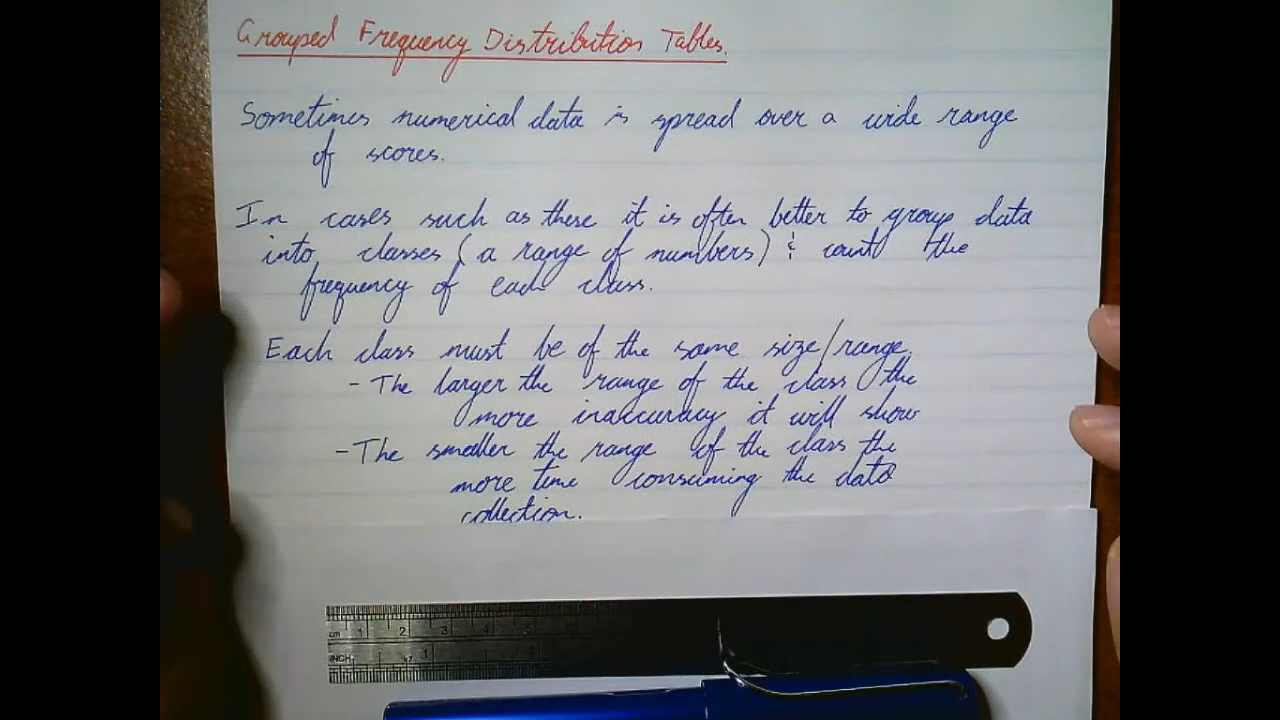 Grouped Frequency Distribution Tables.
Sometimes numerical data is spread over a wide range
of scores.
In cases such as these it is often better to group data
into classes (a range of numbers) & count the
frequency of each class.
Each class must be of the same size/range.
- The larger the range of the class the
more inaccuracy it will show
- The smaller the range of the class the
more time consuming the data
collection.
cm 1 2 3 4 5
INCH 1